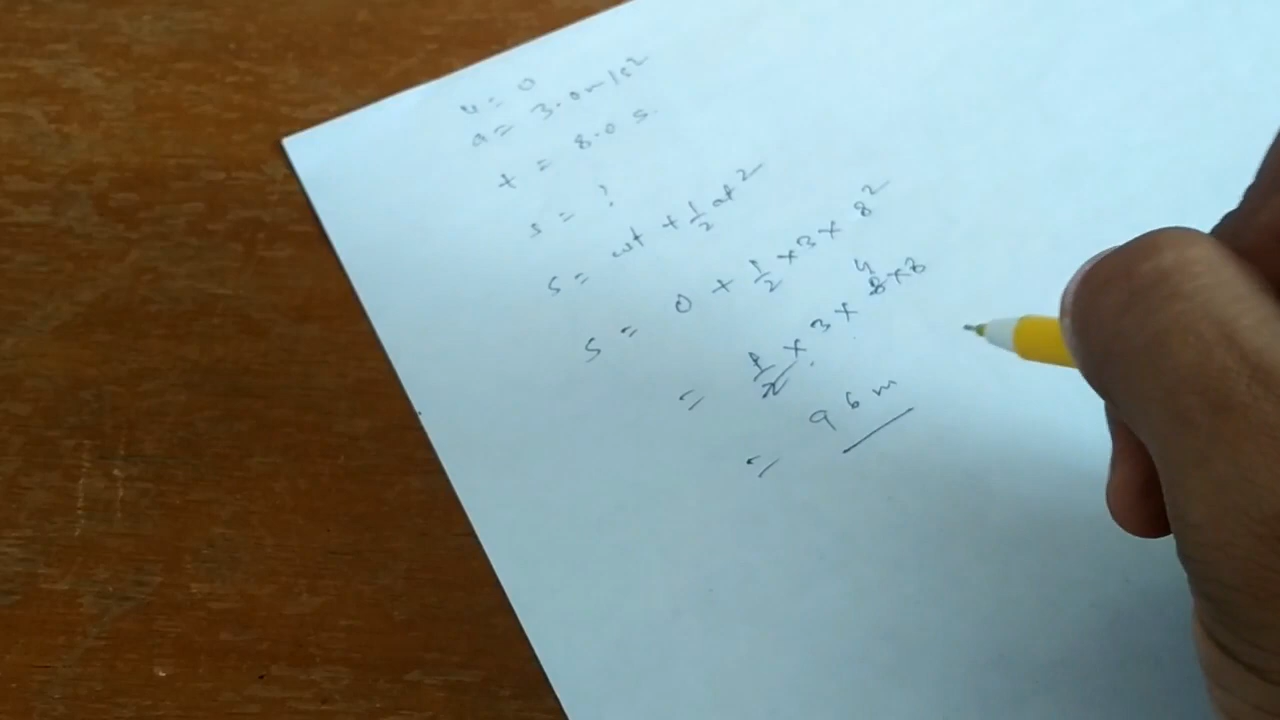 u = 0
a = 3.0 m/s²
t = 8.0 s.
s = ?
s = ut + 1/2 at²
s = 0 + 1/2 × 3 × 8²
= 1/2 × 3 × 8 4 × 8
= 96 m